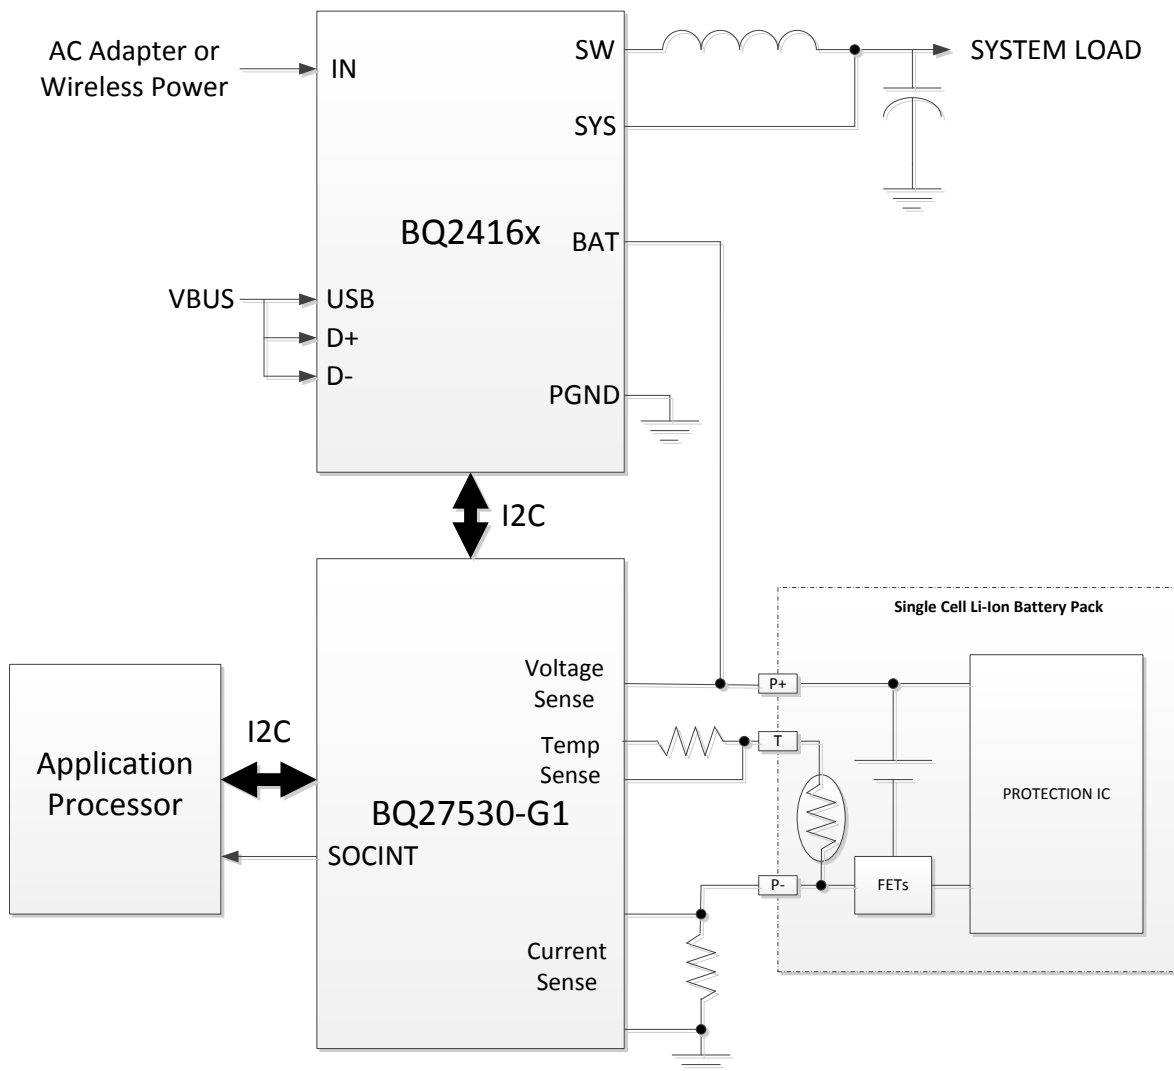 AC Adapter or
Wireless Power
IN
SW
SYSTEM LOAD
SYS
BQ2416x
BAT
VBUS
USB
D+
D-
PGND
I2C
Single Cell Li-Ion Battery Pack
Voltage
Sense
P+
I2C
Temp
Sense
T
Application
Processor
BQ27530-G1
PROTECTION IC
SOCINT
P-
FETs
Current
Sense